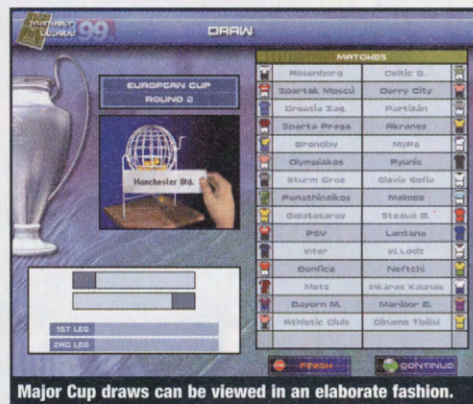 99
DRAW
EUROPEAN CUP
ROUND 2
Manchester Utd.
MATCHES
Rosenborg Celtic G.
Spartak Moscú Derry City
Croatia Zag. Partizán
Sparta Praga Akranes
Brondby MyPa
Olympiakos Pyunic
Sturm Graz Slavia Sofia
Panathinaikos Malmoe
Galatasaray Steaua B.
PSV Lantana
Inter W. Lodz
Benfica Neftchi
Metz Inkaras Kaunas
Bayern M. Maribor B.
Athletic Club Dinamo Tbilisi
1ST LEG
2ND LEG
FINISH CONTINUE
Major Cup draws can be viewed in an elaborate fashion.